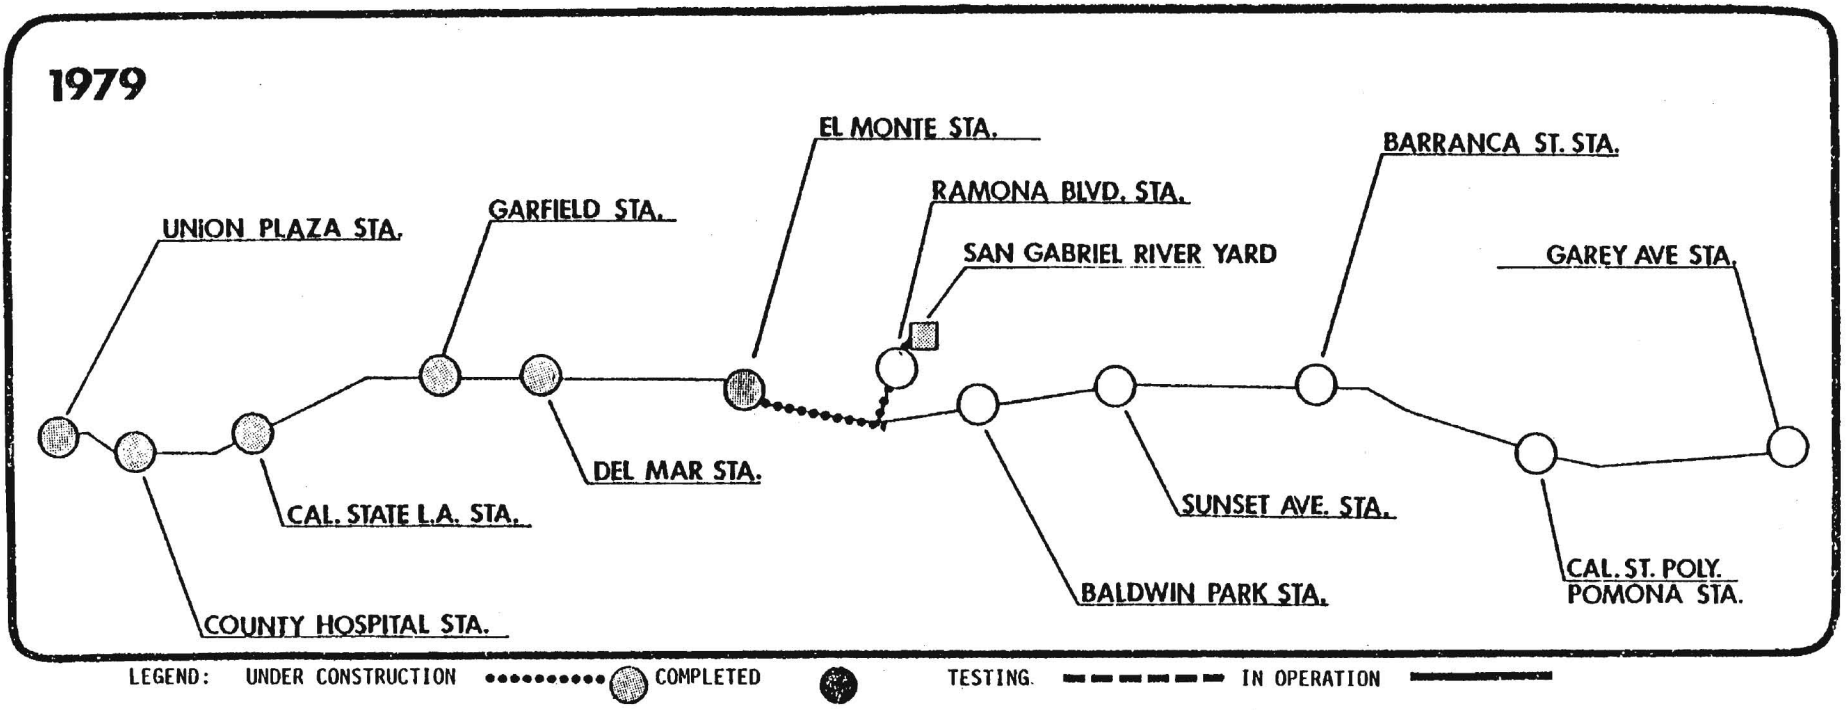 1979
EL MONTE STA.
BARRANCA ST. STA.
RAMONA BLVD. STA.
GARFIELD STA.
UNION PLAZA STA.
SAN GABRIEL RIVER YARD
GAREY AVE STA.
DEL MAR STA.
CAL. STATE L.A. STA.
SUNSET AVE. STA.
CAL. ST. POLY.
POMONA STA.
BALDWIN PARK STA.
COUNTY HOSPITAL STA.
LEGEND: UNDER CONSTRUCTION COMPLETED TESTING IN OPERATION